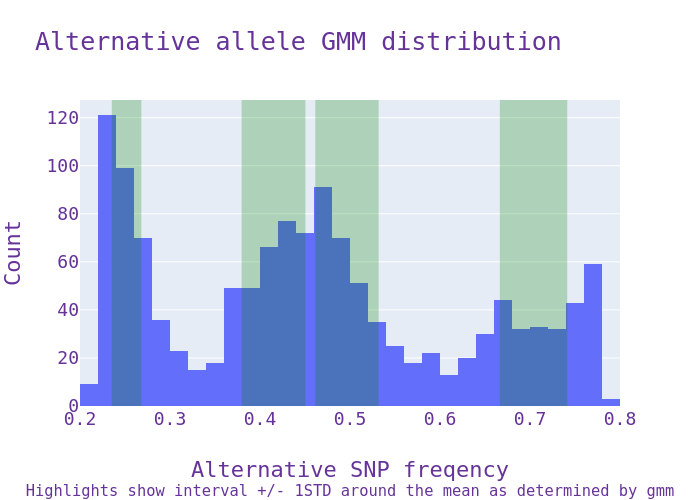 Alternative allele GMM distribution
120
100
80
60
40
20
0
Count
0.2 0.3 0.4 0.5 0.6 0.7 0.8
Alternative SNP freqency
Highlights show interval +/- 1STD around the mean as determined by gmm